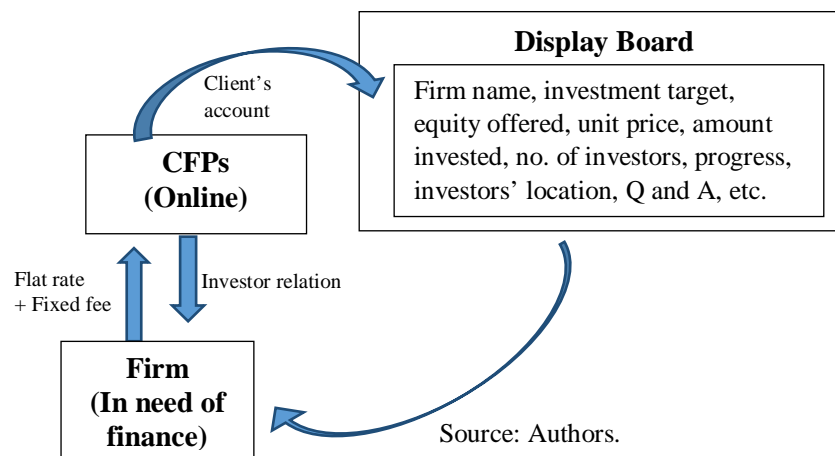 Display Board
Firm name, investment target,
equity offered, unit price, amount
invested, no. of investors, progress,
investors’ location, Q and A, etc.
Client’s
account
CFPs
(Online)
Flat rate
+ Fixed fee
Investor relation
Firm
(In need of
finance)
Source: Authors.